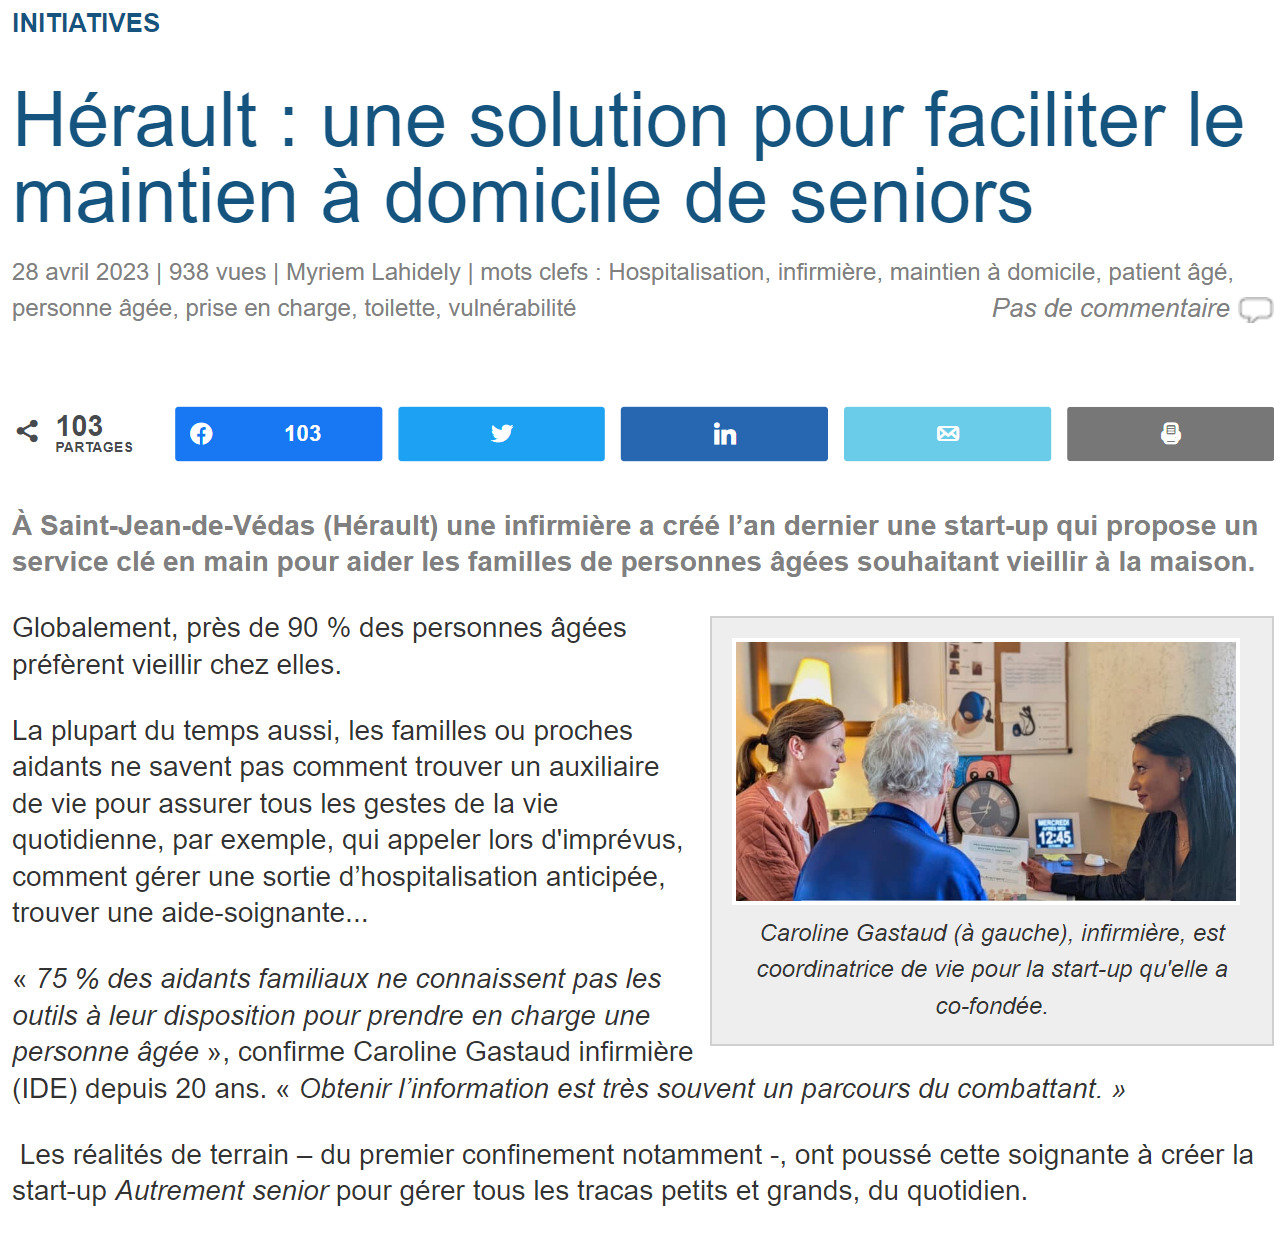 INITIATIVES
Hérault : une solution pour faciliter le
maintien à domicile de seniors
28 avril 2023 | 938 vues | Myriem Lahidely | mots clefs : Hospitalisation, infirmière, maintien à domicile, patient âgé,
personne âgée, prise en charge, toilette, vulnérabilité
Pas de commentaire
103
PARTAGES
103
À Saint-Jean-de-Védas (Hérault) une infirmière a créé l’an dernier une start-up qui propose un
service clé en main pour aider les familles de personnes âgées souhaitant vieillir à la maison.
Globalement, près de 90 % des personnes âgées
préfèrent vieillir chez elles.
La plupart du temps aussi, les familles ou proches
aidants ne savent pas comment trouver un auxiliaire
de vie pour assurer tous les gestes de la vie
quotidienne, par exemple, qui appeler lors d'imprévus,
comment gérer une sortie d’hospitalisation anticipée,
trouver une aide-soignante...
MERCREDI
12:45
Caroline Gastaud (à gauche), infirmière, est
coordinatrice de vie pour la start-up qu'elle a
co-fondée.
« 75 % des aidants familiaux ne connaissent pas les
outils à leur disposition pour prendre en charge une
personne âgée », confirme Caroline Gastaud infirmière
(IDE) depuis 20 ans. « Obtenir l’information est très souvent un parcours du combattant. »
Les réalités de terrain – du premier confinement notamment -, ont poussé cette soignante à créer la
start-up Autrement senior pour gérer tous les tracas petits et grands, du quotidien.